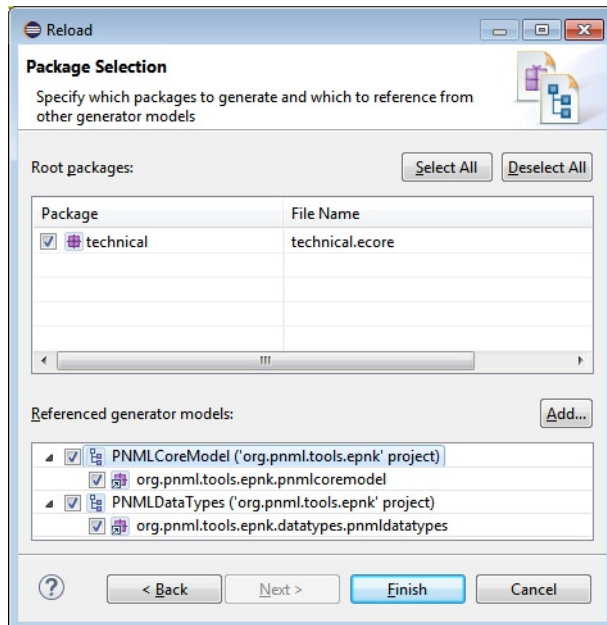 Reload
Package Selection
Specify which packages to generate and which to reference from
other generator models
Root packages:
Select All
Deselect All
Package
File Name
technical
technical.ecore
Referenced generator models:
Add...
PNMLCoreModel ('org.pnml.tools.epnk' project)
org.pnml.tools.epnk.pnmlcoremodel
PNMLDataTypes ('org.pnml.tools.epnk' project)
org.pnml.tools.epnk.datatypes.pnmldatatypes
?
< Back
Next >
Finish
Cancel